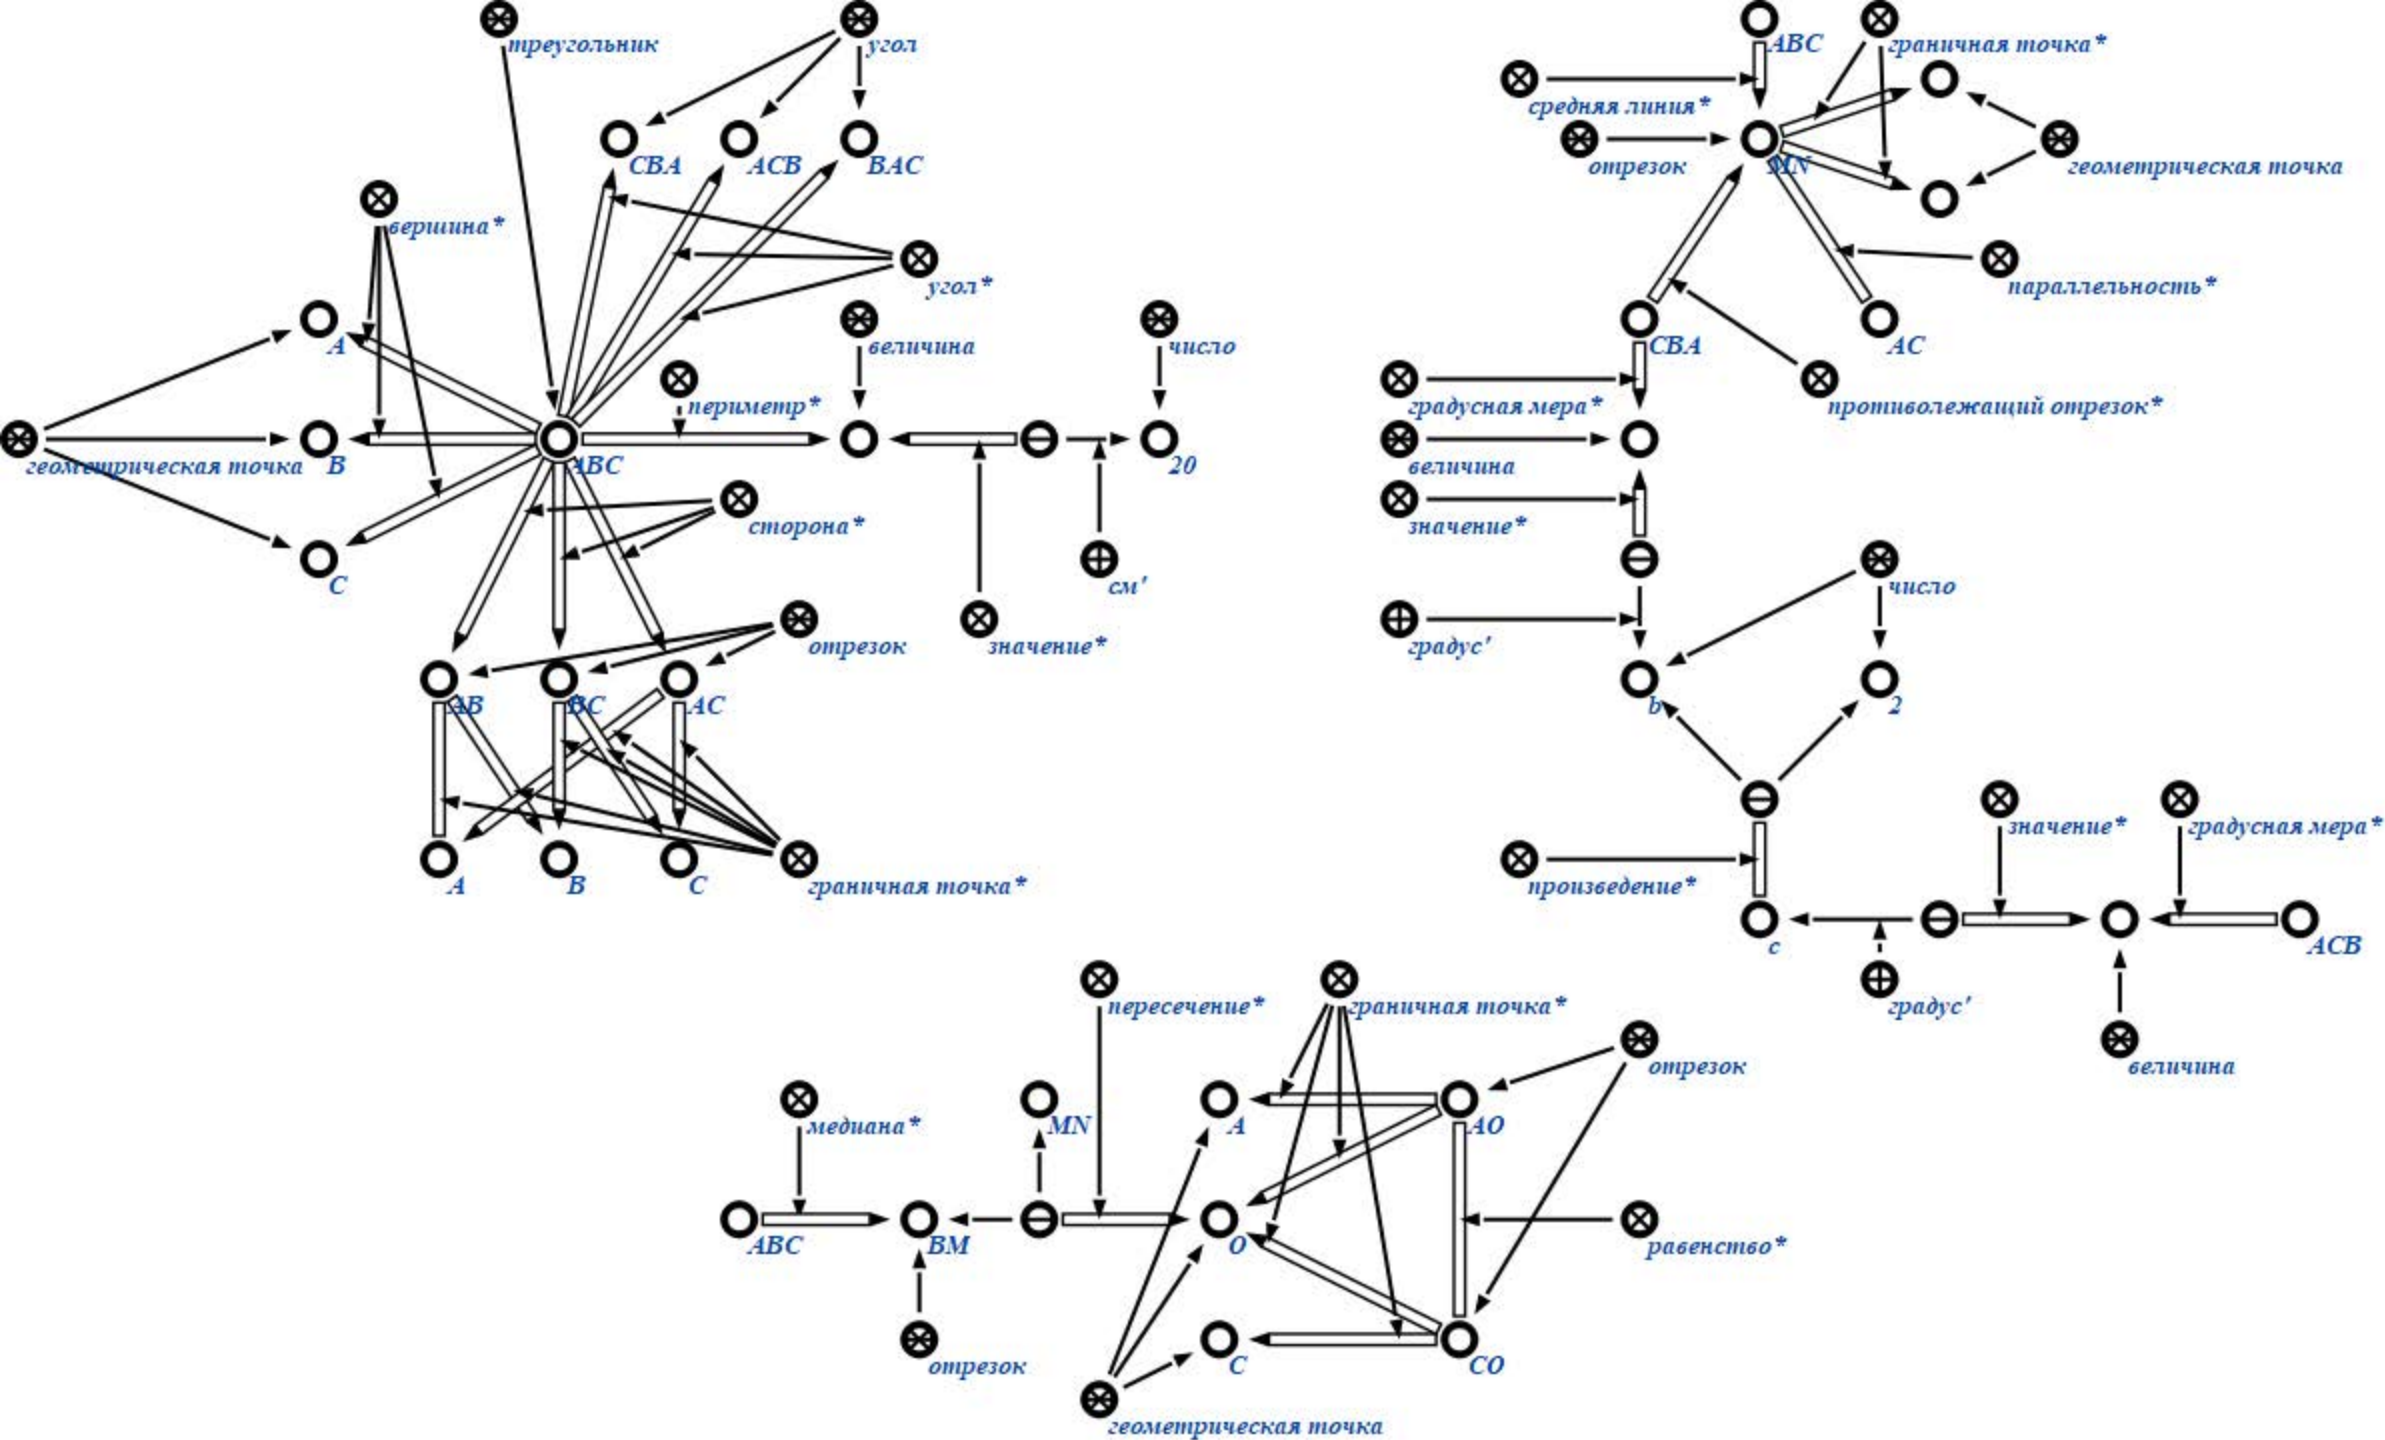 треугольник
угол
CBA
ACB
BAC
вершина*
угол*
A
величина
число
периметр*
геометрическая точка
B
ABC
20
сторона*
C
см'
отрезок
значение*
AB
BC
AC
A
B
C
граничная точка*
ABC
граничная точка*
средняя линия*
отрезок
MN
геометрическая точка
параллельность*
CBA
AC
градусная мера*
противолежащий отрезок*
величина
значение*
число
градус'
b
2
значение*
градусная мера*
произведение*
c
ACB
градус'
величина
пересечение*
граничная точка*
отрезок
медиана*
MN
A
AO
ABC
BM
O
равенство*
отрезок
C
CO
геометрическая точка